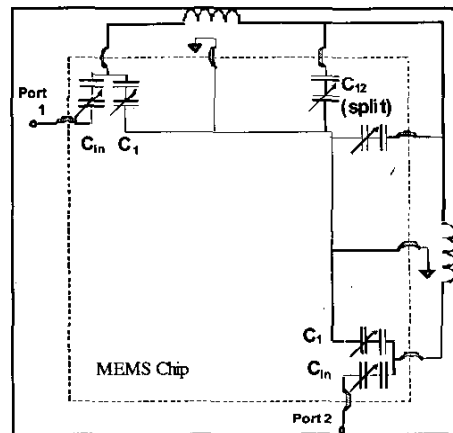 C12
(split)
Port
1
Cin C1
C1
Cin
MEMS Chip
Port 2